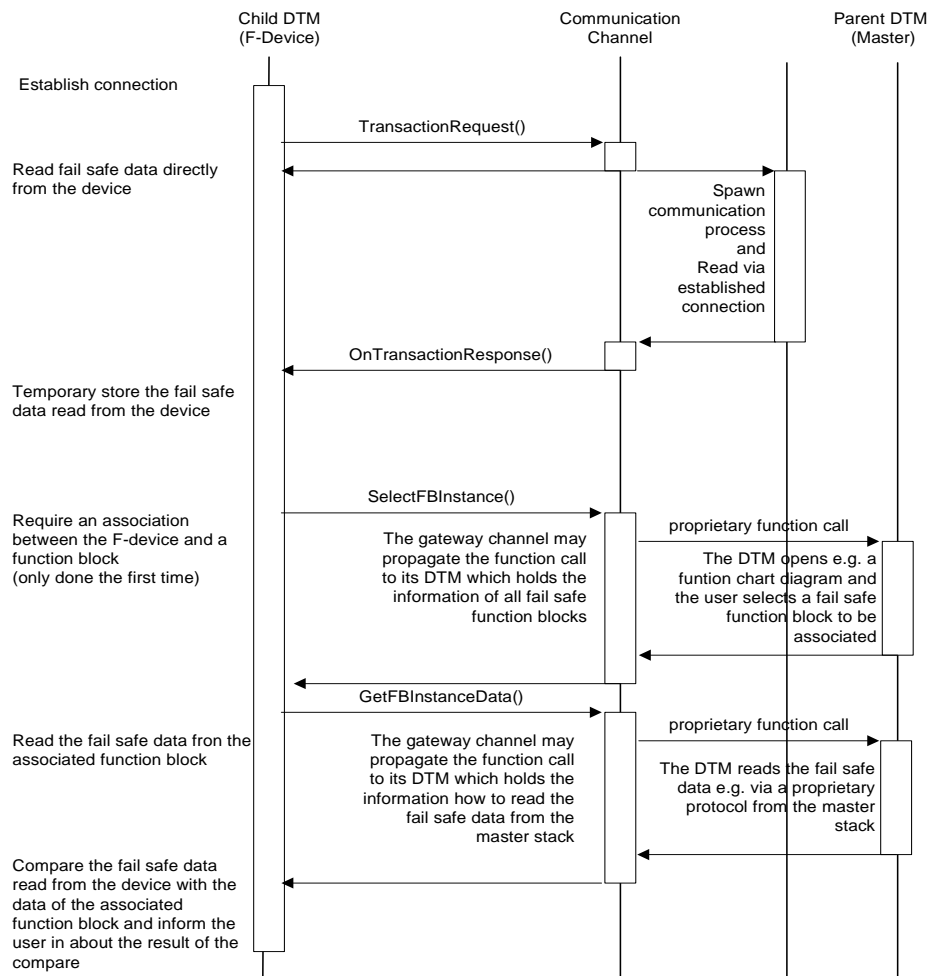 Child DTM
(F-Device)
Communication
Channel
Parent DTM
(Master)
Establish connection
TransactionRequest()
Read fail safe data directly
from the device
Spawn
communication
process
and
Read via
established
connection
OnTransactionResponse()
Temporary store the fail safe
data read from the device
SelectFBInstance()
Require an association
between the F-device and a
function block
(only done the first time)
The gateway channel may
propagate the function call
to its DTM which holds the
information of all fail safe
function blocks
proprietary function call
The DTM opens e.g. a
funtion chart diagram and
the user selects a fail safe
function block to be
associated
GetFBInstanceData()
Read the fail safe data fron the
associated function block
The gateway channel may
propagate the function call
to its DTM which holds the
information how to read the
fail safe data from the
master stack
proprietary function call
The DTM reads the fail safe
data e.g. via a proprietary
protocol from the master
stack
Compare the fail safe data
read from the device with the
data of the associated
function block and inform the
user in about the result of the
compare